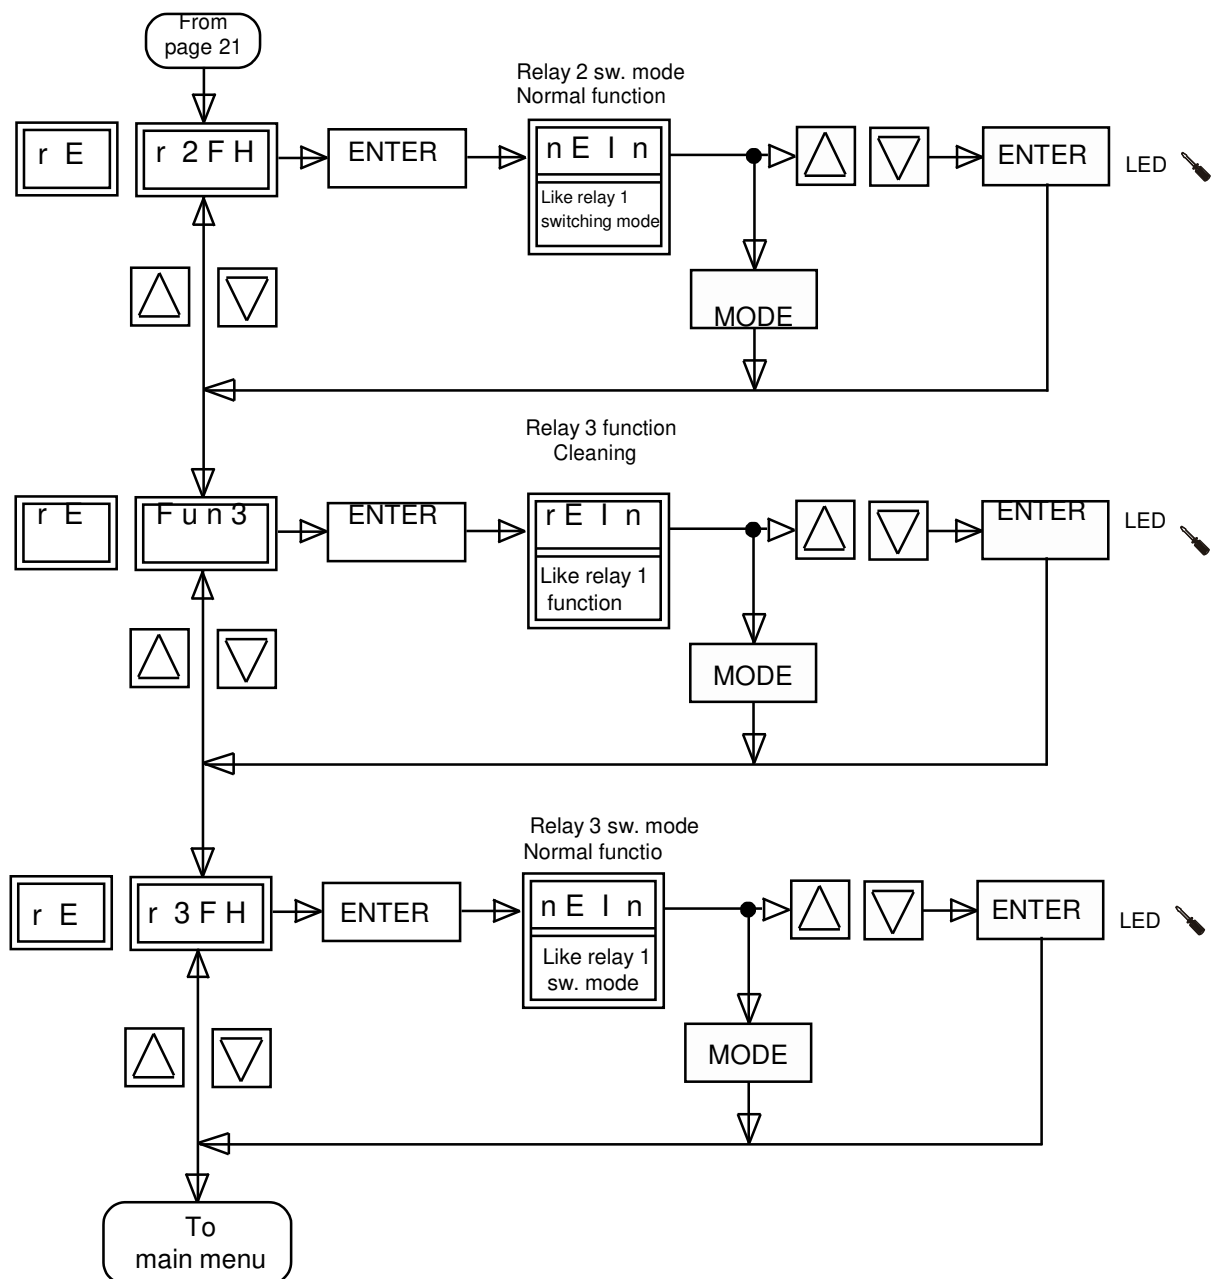 From
page 21
Relay 2 sw. mode
Normal function
r E
r 2 F H
ENTER
n E I n
Like relay 1
switching mode
ENTER
LED
MODE
Relay 3 function
Cleaning
r E
F u n 3
ENTER
r E I n
Like relay 1
function
ENTER
LED
MODE
Relay 3 sw. mode
Normal functio
r E
r 3 F H
ENTER
n E I n
Like relay 1
sw. mode
ENTER
LED
MODE
To
main menu